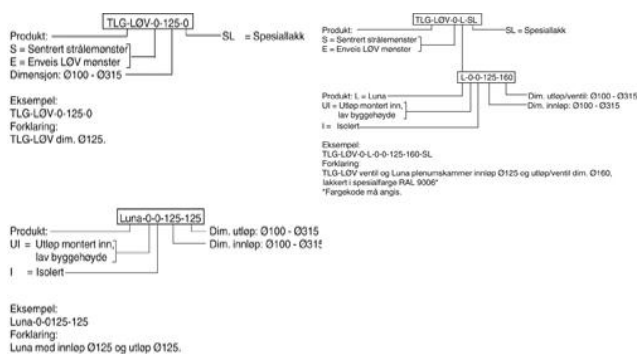 TLG-LØV-0-125-0
Produkt:
SL = Spesiallakk
S = Sentrert strålemønster
E = Enveis LØV mønster
Dimensjon: Ø100 - Ø315
Eksempel:
TLG-LØV-0-125-0
Forklaring:
TLG-LØV dim. Ø125.
TLG-LØV-0-L-SL
Produkt:
SL = Spesiallakk
S = Sentrert strålemønster
E = Enveis LØV mønster
L-0-0-125-160
Produkt: L = Luna
Dim. utløp/ventil: Ø100 - Ø315
UI = Utløp montert inn,
Dim. innløp: Ø100 - Ø315
lav byggehøyde
I = Isolert
Eksempel:
TLG-LØV-0-L-0-0-125-160-SL
Forklaring:
TLG-LØV ventil og Luna plenumskammer innløp Ø125 og utløp/ventil dim. Ø160,
lakkert i spesialfarge RAL 9006*
*Fargekode må angis.
Luna-0-0-125-125
Produkt:
Dim. utløp: Ø100 - Ø315
UI = Utløp montert inn,
Dim. innløp: Ø100 - Ø315
lav byggehøyde
I = Isolert
Eksempel:
Luna-0-0125-125
Forklaring:
Luna med innløp Ø125 og utløp Ø125.